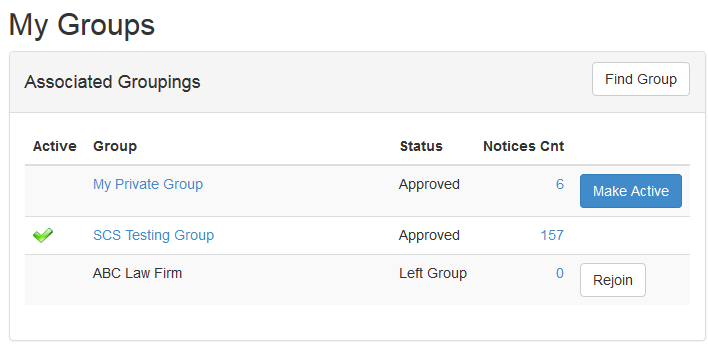 My Groups
Associated Groupings Find Group
Active Group Status Notices Cnt
My Private Group Approved 6 Make Active
SCS Testing Group Approved 157
ABC Law Firm Left Group 0 Rejoin